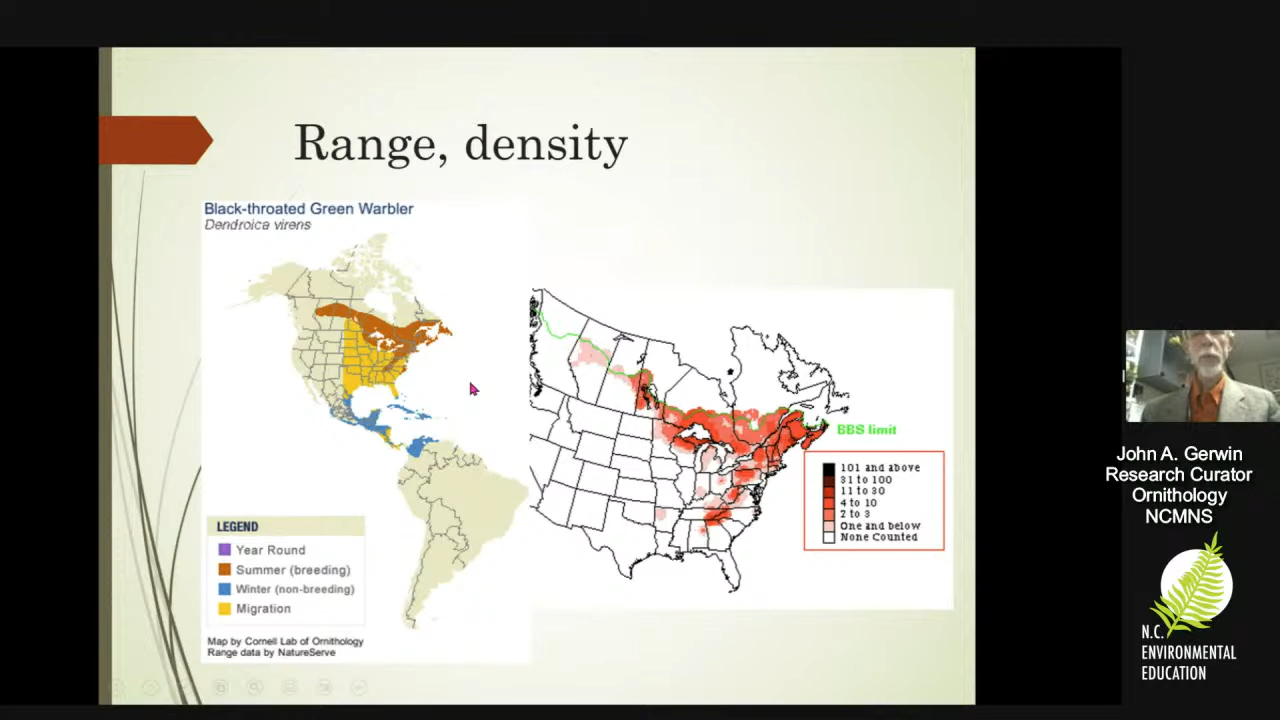 Range, density
Black-throated Green Warbler
Dendroica virens
LEGEND
Year Round
Summer (breeding)
Winter (non-breeding)
Migration
Map by Cornell Lab of Ornithology
Range data by NatureServe
BBS limit
101 and above
31 to 100
11 to 30
4 to 10
2 to 3
One and below
None Counted
John A. Gerwin
Research Curator
Ornithology
NCMNS
N.C.
ENVIRONMENTAL
EDUCATION